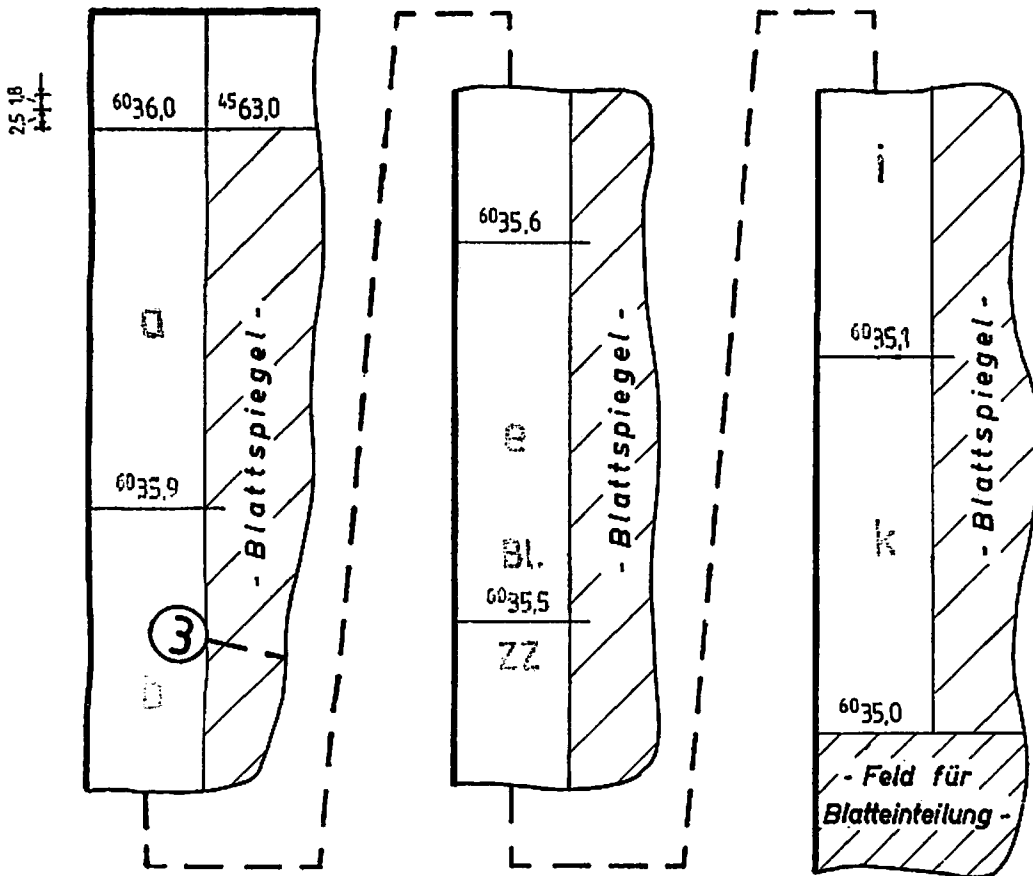 2,5 1,8
6036,0 4563,0
a
- Blattspiegel -
6035,9
3
b
6035,6
e
- Blattspiegel -
Bl.
6035,5
ZZ
i
6035,1
- Blattspiegel -
k
6035,0
- Feld für
Blatteinteilung -